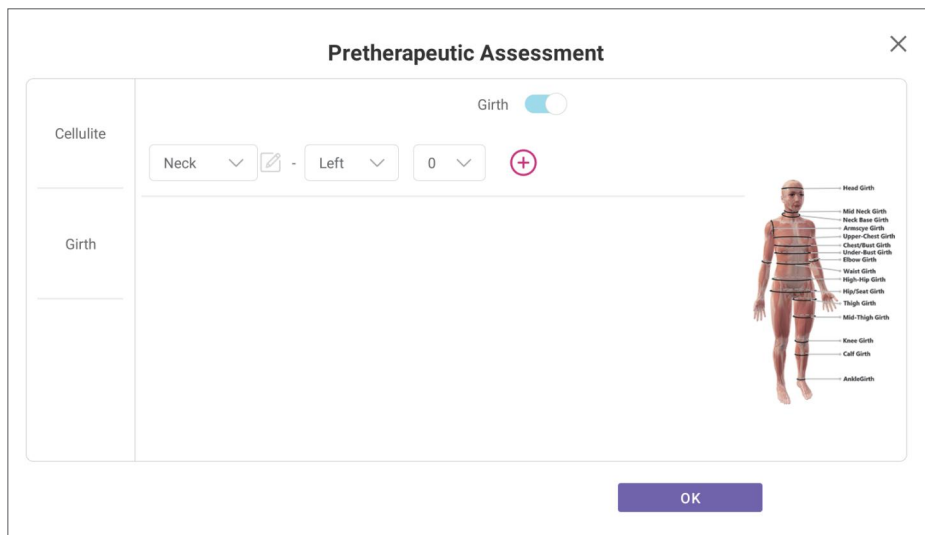 Pretherapeutic Assessment
Cellulite
Girth
Girth
Neck - Left 0
Head Girth
Mid Neck Girth
Neck Base Girth
Armscye Girth
Upper-Chest Girth
Chest/Bust Girth
Under-Bust Girth
Elbow Girth
Waist Girth
High-Hip Girth
Hip/Seat Girth
Thigh Girth
Mid-Thigh Girth
Knee Girth
Calf Girth
AnkleGirth
OK